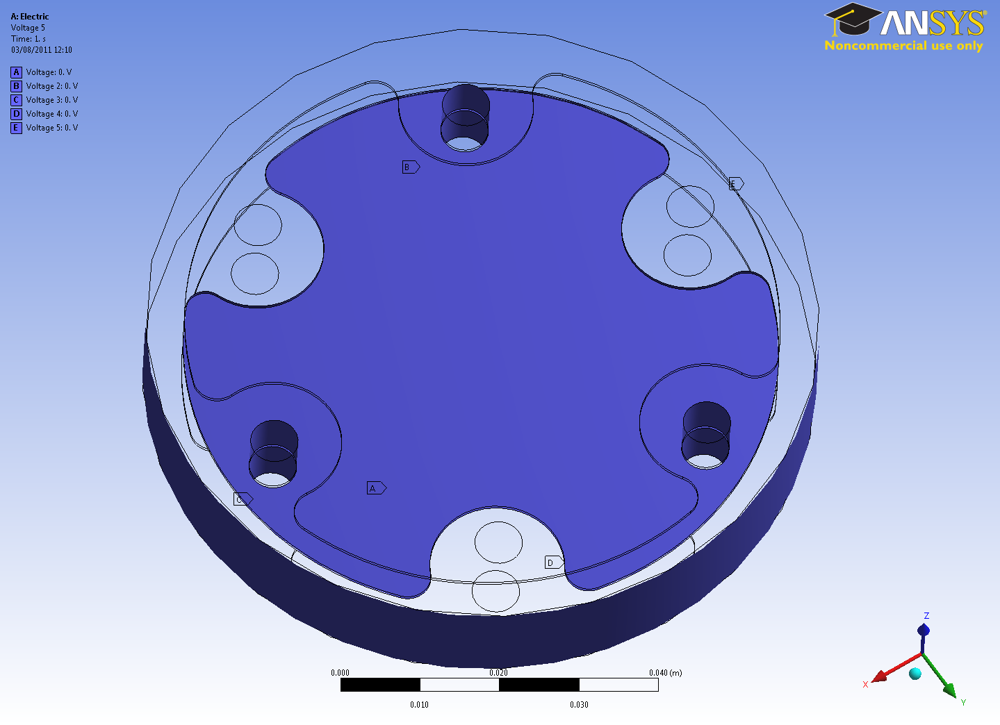 A: Electric
Voltage 5
Time: 1. s
03/08/2011 12:10
A Voltage: 0. V
B Voltage 2: 0. V
C Voltage 3: 0. V
D Voltage 4: 0. V
E Voltage 5: 0. V
ANSYS
Noncommercial use only
B
E
A
C
D
Z
X
Y
0.000 0.020 0.040 (m)
0.010 0.030